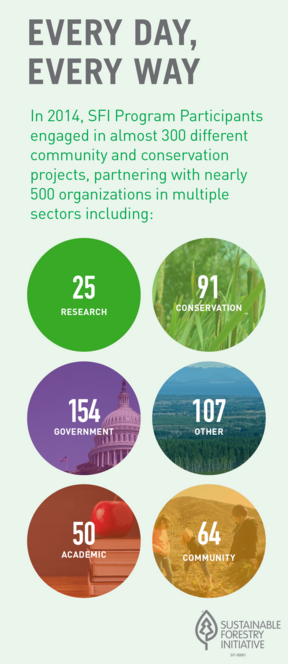 EVERY DAY,
EVERY WAY
In 2014, SFI Program Participants
engaged in almost 300 different
community and conservation
projects, partnering with nearly
500 organizations in multiple
sectors including:
25
RESEARCH
91
CONSERVATION
154
GOVERNMENT
107
OTHER
50
ACADEMIC
64
COMMUNITY
SUSTAINABLE
FORESTRY
INITIATIVE